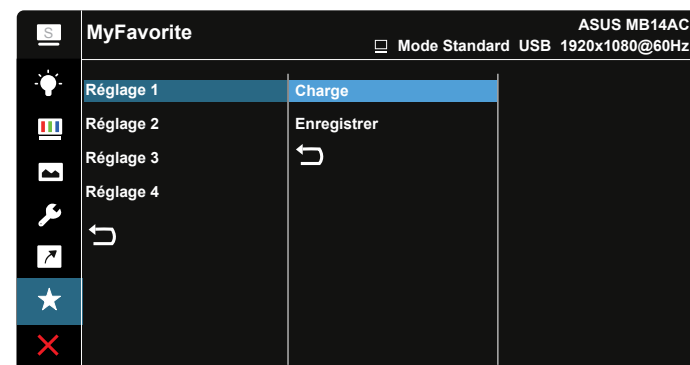 S
MyFavorite
ASUS MB14AC
Mode Standard USB 1920x1080@60Hz
Réglage 1
Charge
Réglage 2
Enregistrer
Réglage 3
Réglage 4